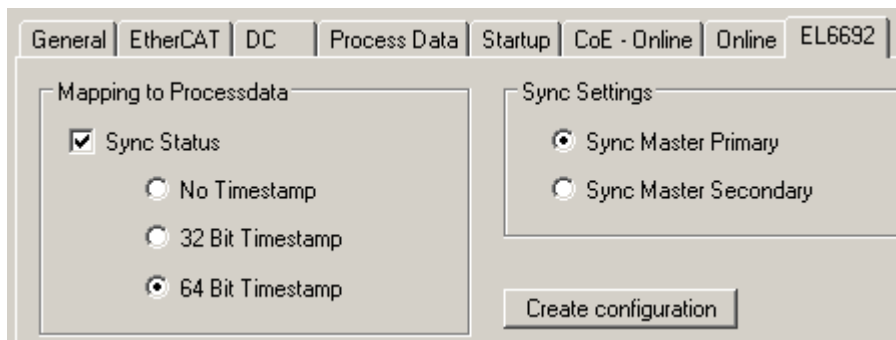 General EtherCAT DC Process Data Startup CoE - Online Online EL6692
Mapping to Processdata
Sync Status
No Timestamp
32 Bit Timestamp
64 Bit Timestamp
Sync Settings
Sync Master Primary
Sync Master Secondary
Create configuration